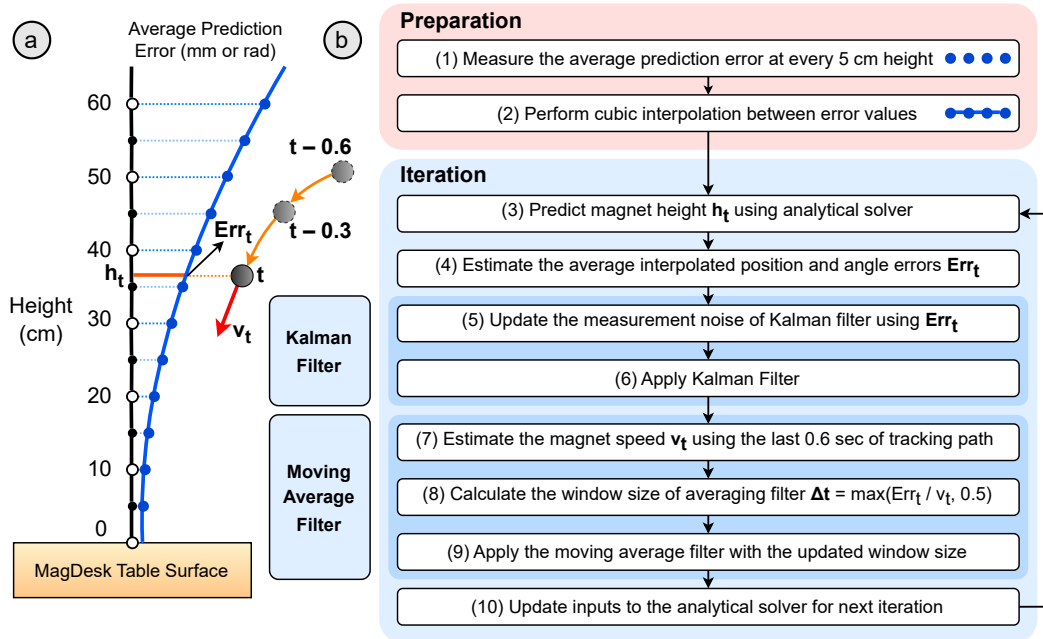 a
Average Prediction
Error (mm or rad)
60
50
40
h_t
Height
(cm)
30
20
10
0
t – 0.6
t – 0.3
Err_t
t
v_t
Kalman
Filter
Moving
Average
Filter
MagDesk Table Surface
b
Preparation
(1) Measure the average prediction error at every 5 cm height
(2) Perform cubic interpolation between error values
Iteration
(3) Predict magnet height h_t using analytical solver
(4) Estimate the average interpolated position and angle errors Err_t
(5) Update the measurement noise of Kalman filter using Err_t
(6) Apply Kalman Filter
(7) Estimate the magnet speed v_t using the last 0.6 sec of tracking path
(8) Calculate the window size of averaging filter Δt = max(Err_t / v_t, 0.5)
(9) Apply the moving average filter with the updated window size
(10) Update inputs to the analytical solver for next iteration